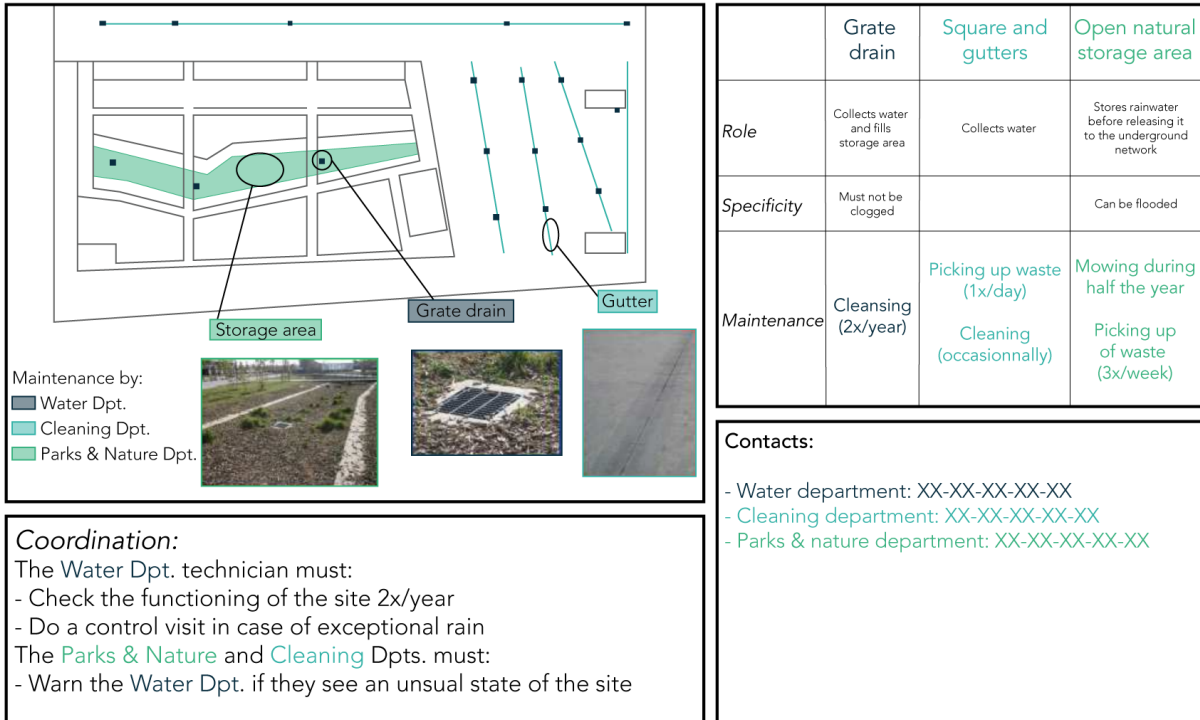 Storage area
Grate drain
Gutter
Maintenance by:
Water Dpt.
Cleaning Dpt.
Parks & Nature Dpt.
Grate
drain
Square and
gutters
Open natural
storage area
Role
Collects water
and fills
storage area
Collects water
Stores rainwater
before releasing it
to the underground
network
Specificity
Must not be
clogged
Can be flooded
Maintenance
Cleansing
(2x/year)
Picking up waste
(1x/day)
Cleaning
(occasionnally)
Mowing during
half the year
Picking up
of waste
(3x/week)
Coordination:
The Water Dpt. technician must:
- Check the functioning of the site 2x/year
- Do a control visit in case of exceptional rain
The Parks & Nature and Cleaning Dpts. must:
- Warn the Water Dpt. if they see an unsual state of the site
Contacts:
- Water department: XX-XX-XX-XX-XX
- Cleaning department: XX-XX-XX-XX-XX
- Parks & nature department: XX-XX-XX-XX-XX